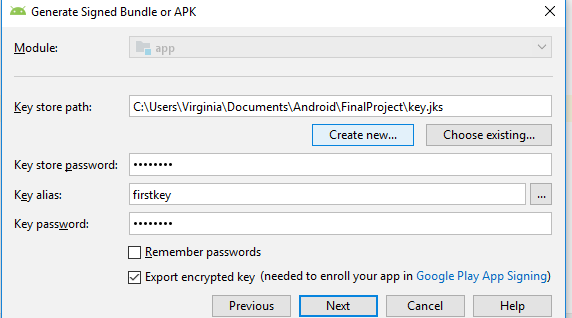 Generate Signed Bundle or APK
Module: app
Key store path: C:\Users\Virginia\Documents\Android\FinalProject\key.jks
Create new... Choose existing...
Key store password: ••••••••
Key alias: firstkey ...
Key password: ••••••••
Remember passwords
Export encrypted key (needed to enroll your app in Google Play App Signing)
Previous Next Cancel Help